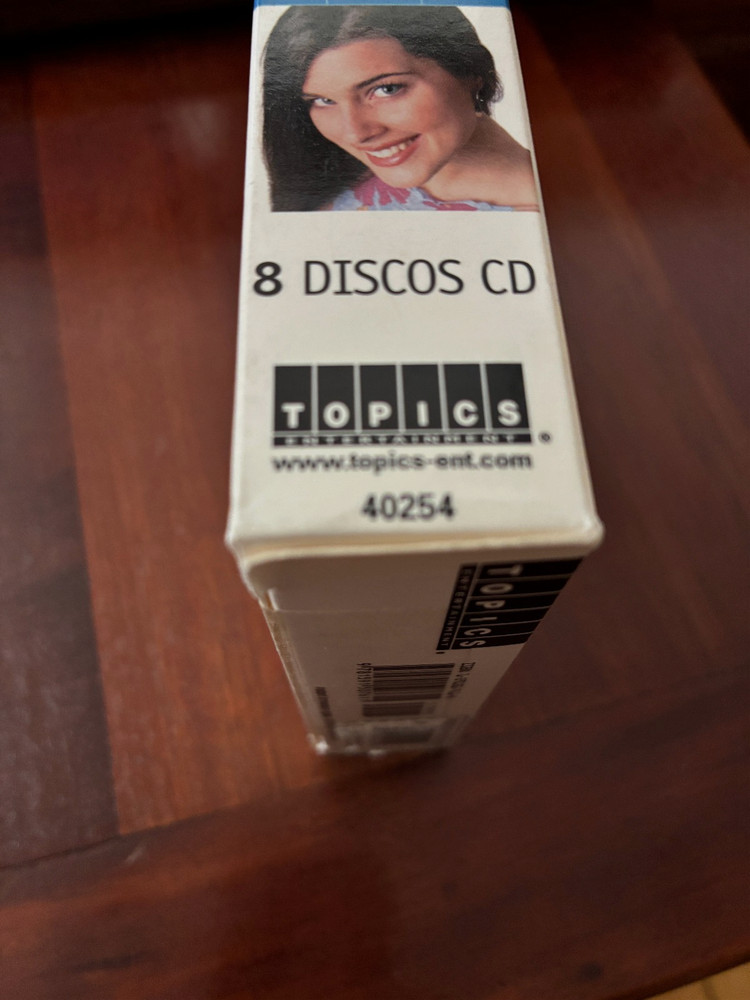 8 DISCOS CD
TOPICS
ENTERTAINMENT
www.topics-ent.com
40254
TOPICS
ENTERTAINMENT